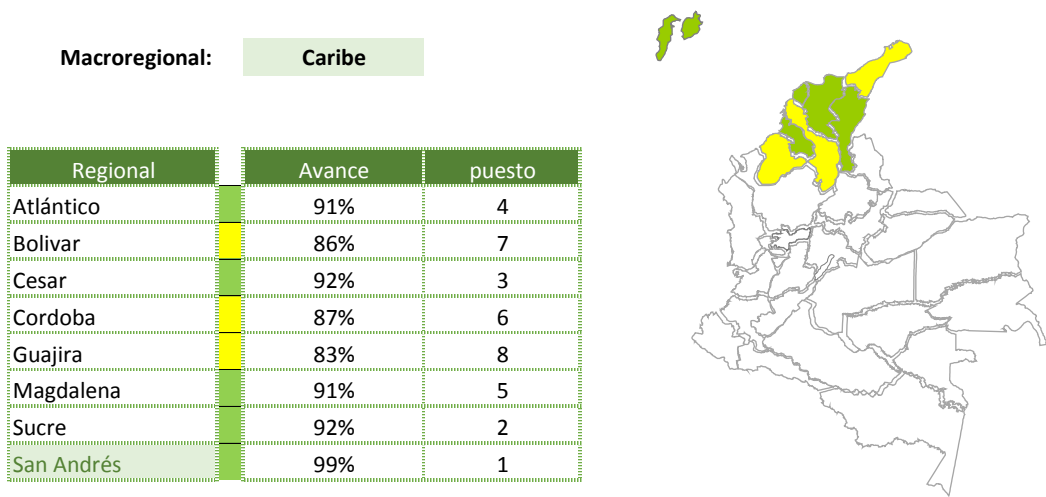 Macroregional: Caribe
Regional Avance puesto
Atlántico 91% 4
Bolivar 86% 7
Cesar 92% 3
Cordoba 87% 6
Guajira 83% 8
Magdalena 91% 5
Sucre 92% 2
San Andrés 99% 1